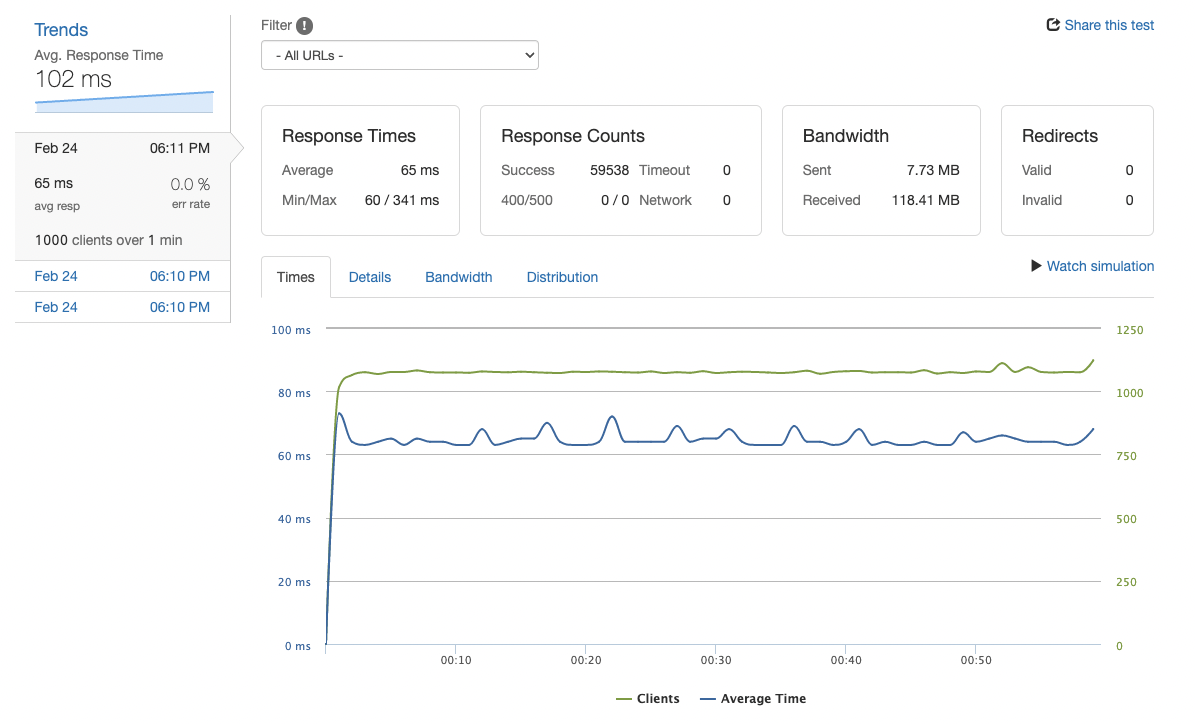 Trends
Avg. Response Time
102 ms
Feb 24 06:11 PM
65 ms 0.0 %
avg resp err rate
1000 clients over 1 min
Feb 24 06:10 PM
Feb 24 06:10 PM
Filter !
- All URLs -
Share this test
Response Times
Average 65 ms
Min/Max 60 / 341 ms
Response Counts
Success 59538 Timeout 0
400/500 0 / 0 Network 0
Bandwidth
Sent 7.73 MB
Received 118.41 MB
Redirects
Valid 0
Invalid 0
Times Details Bandwidth Distribution
Watch simulation
100 ms 1250
80 ms 1000
60 ms 750
40 ms 500
20 ms 250
0 ms 0
00:10 00:20 00:30 00:40 00:50
Clients Average Time